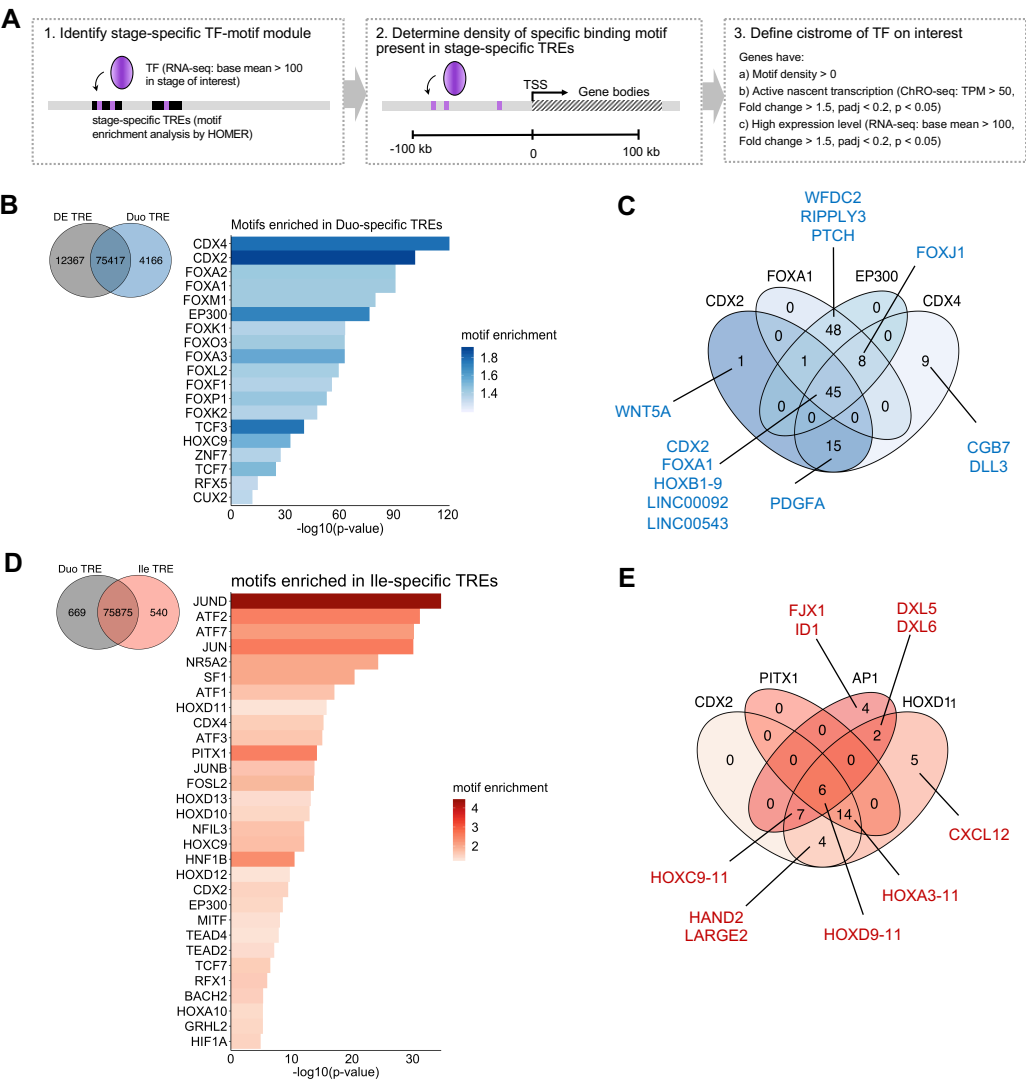 A
1. Identify stage-specific TF-motif module
TF (RNA-seq: base mean > 100
in stage of interest)
stage-specific TREs (motif
enrichment analysis by HOMER)
2. Determine density of specific binding motif
present in stage-specific TREs
TSS
Gene bodies
-100 kb
0
100 kb
3. Define cistrome of TF on interest
Genes have:
a) Motif density > 0
b) Active nascent transcription (ChRO-seq: TPM > 50,
Fold change > 1.5, padj < 0.2, p < 0.05)
c) High expression level (RNA-seq: base mean > 100,
Fold change > 1.5, padj < 0.2, p < 0.05)
B
DE TRE
Duo TRE
12367
75417
4166
Motifs enriched in Duo-specific TREs
CDX4
CDX2
FOXA2
FOXA1
FOXM1
EP300
FOXK1
FOXO3
FOXA3
FOXL2
FOXF1
FOXP1
FOXK2
TCF3
HOXC9
ZNF7
TCF7
RFX5
CUX2
0
30
60
90
120
-log10(p-value)
motif enrichment
1.8
1.6
1.4
C
WFDC2
RIPPLY3
PTCH
FOXJ1
FOXA1
EP300
CDX2
CDX4
0
0
48
0
0
1
1
8
9
45
0
0
0
0
15
WNT5A
CDX2
FOXA1
HOXB1-9
LINC00092
LINC00543
PDGFA
CGB7
DLL3
D
Duo TRE
Ile TRE
669
75875
540
motifs enriched in Ile-specific TREs
JUND
ATF2
ATF7
JUN
NR5A2
SF1
ATF1
HOXD11
CDX4
ATF3
PITX1
JUNB
FOSL2
HOXD13
HOXD10
NFIL3
HOXC9
HNF1B
HOXD12
CDX2
EP300
MITF
TEAD4
TEAD2
TCF7
RFX1
BACH2
HOXA10
GRHL2
HIF1A
0
10
20
30
-log10(p-value)
motif enrichment
4
3
2
E
FJX1
ID1
DXL5
DXL6
PITX1
AP1
CDX2
HOXD11
0
4
0
0
2
0
0
0
5
6
0
7
14
0
4
CXCL12
HOXC9-11
HOXA3-11
HAND2
LARGE2
HOXD9-11